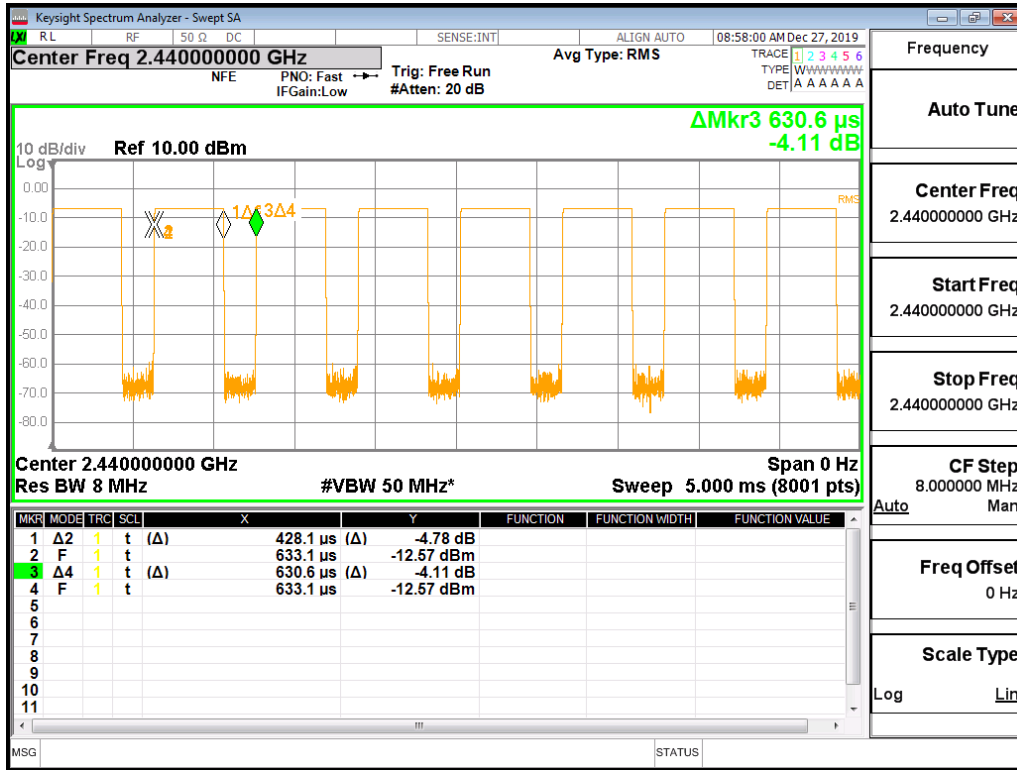 Keysight Spectrum Analyzer - Swept SA
LXI RL RF 50 Ω DC SENSE:INT ALIGN AUTO 08:58:00 AM Dec 27, 2019
Center Freq 2.440000000 GHz
Avg Type: RMS
TRACE 1 2 3 4 5 6
TYPE W W W W W W
DET A A A A A A
NFE
PNO: Fast
IFGain:Low
Trig: Free Run
#Atten: 20 dB
ΔMkr3 630.6 µs
-4.11 dB
10 dB/div
Log
Ref 10.00 dBm
0.00
-10.0
-20.0
-30.0
-40.0
-50.0
-60.0
-70.0
-80.0
RMS
2
3Δ4
Center 2.440000000 GHz
Span 0 Hz
Res BW 8 MHz
#VBW 50 MHz*
Sweep 5.000 ms (8001 pts)
MKR MODE TRC SCL X Y FUNCTION FUNCTION WIDTH FUNCTION VALUE
1 Δ2 1 t (Δ) 428.1 µs (Δ) -4.78 dB
2 F 1 t 633.1 µs -12.57 dBm
3 Δ4 1 t (Δ) 630.6 µs (Δ) -4.11 dB
4 F 1 t 633.1 µs -12.57 dBm
5
6
7
8
9
10
11
MSG
STATUS
Frequency
Auto Tune
Center Freq
2.440000000 GHz
Start Freq
2.440000000 GHz
Stop Freq
2.440000000 GHz
CF Step
8.000000 MHz
Auto Man
Freq Offset
0 Hz
Scale Type
Log Lin